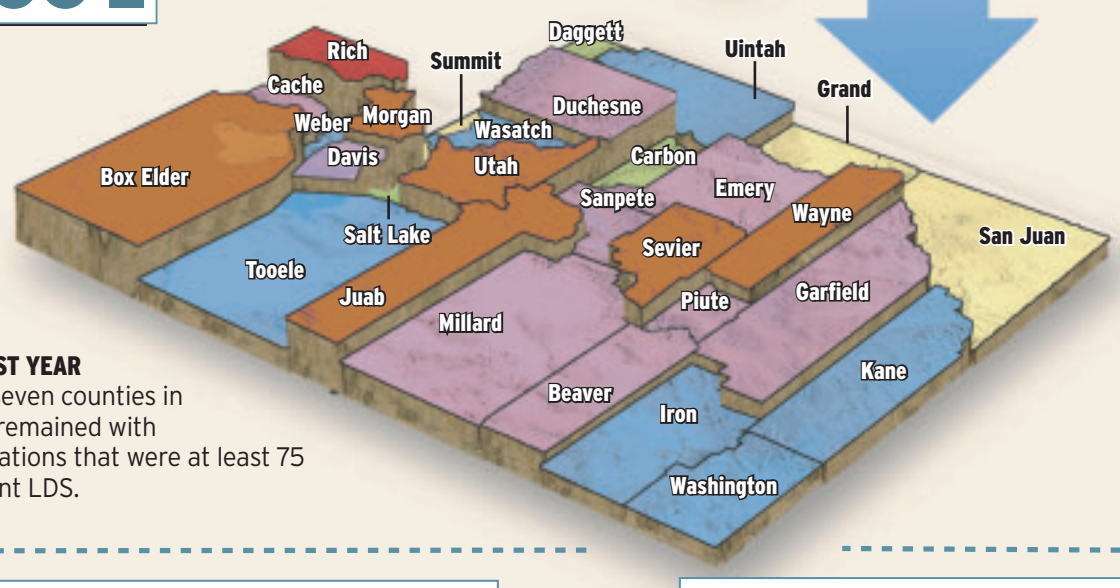 Daggett
Rich
Summit
Uintah
Cache
Grand
Duchesne
Morgan
Weber
Wasatch
Davis
Carbon
Utah
Box Elder
Emery
Sanpete
Wayne
Salt Lake
San Juan
Sevier
Tooele
Garfield
Juab
Piute
Millard
ST YEAR
even counties in
remained with
ations that were at least 75
nt LDS.
Kane
Beaver
Iron
Washington